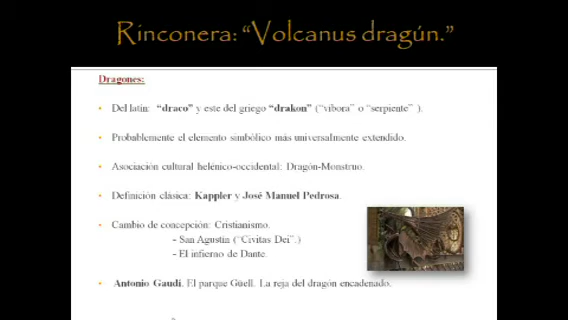 Rinconera: “Volcanus dragún.”
Dragones:
• Del latín: “draco” y este del griego “drakon” (“víbora” o “serpiente” ).
• Probablemente el elemento simbólico más universalmente extendido.
• Asociación cultural helénico-occidental: Dragón-Monstruo.
• Definición clásica: Kappler y José Manuel Pedrosa.
• Cambio de concepción: Cristianismo.
- San Agustín (“Civitas Dei”.)
- El infierno de Dante.
• Antonio Gaudí. El parque Güell. La reja del dragón encadenado.